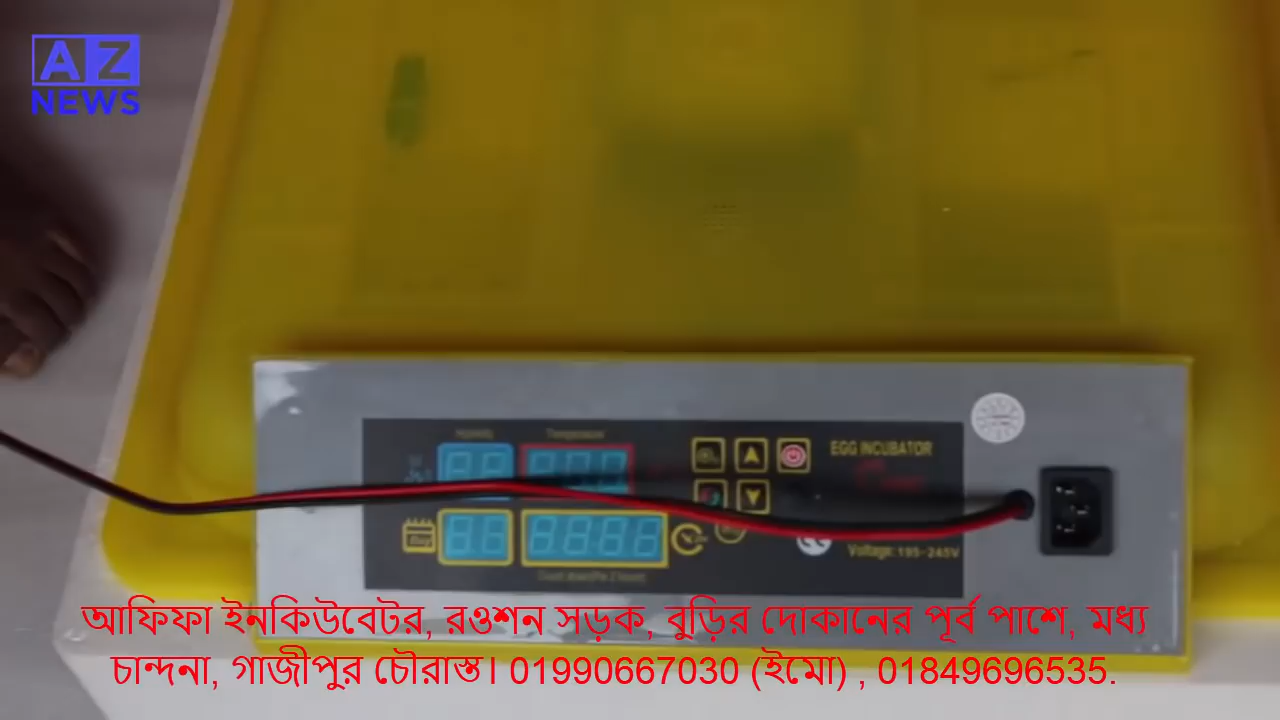 AZ
NEWS
Temperature
EGG INCUBATOR
Day
Voltage: 195-245V
আফিফা ইনকিউবেটর, রওশন সড়ক, বুড়ির দোকানের পূর্ব পাশে, মধ্য
চান্দনা, গাজীপুর চৌরাস্ত। 01990667030 (ইমো) , 01849696535.